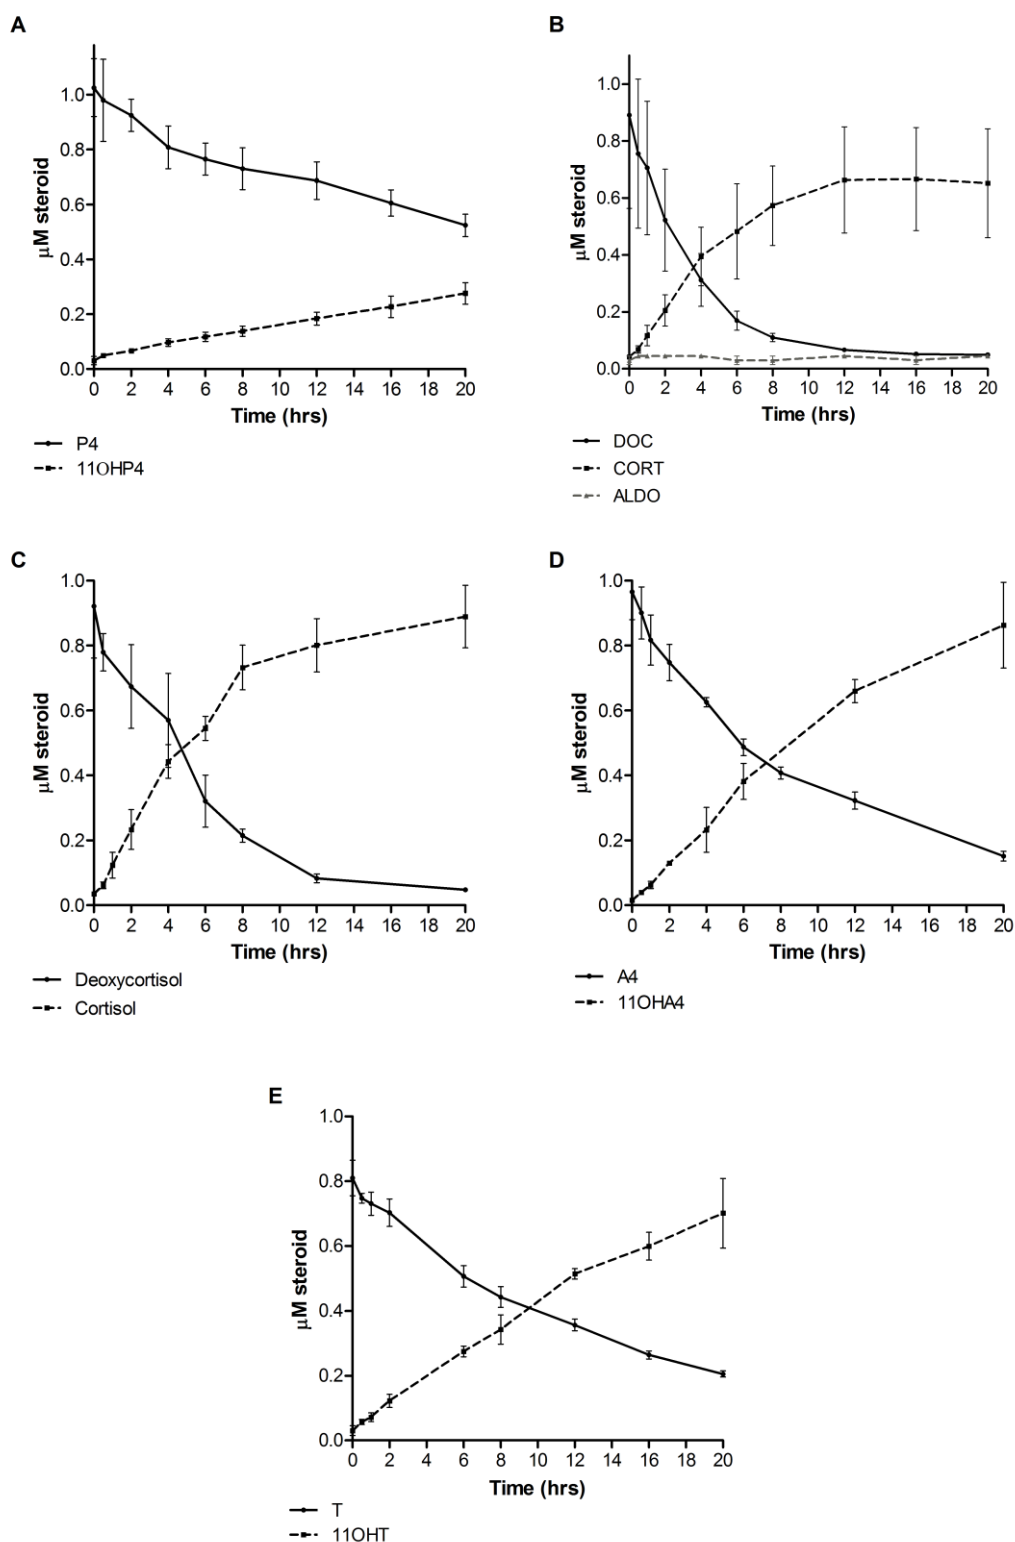 A
1.0
0.8
0.6
0.4
0.2
0.0
μM steroid
0 2 4 6 8 10 12 14 16 18 20
Time (hrs)
P4
11OHP4
B
1.0
0.8
0.6
0.4
0.2
0.0
μM steroid
0 2 4 6 8 10 12 14 16 18 20
Time (hrs)
DOC
CORT
ALDO
C
1.0
0.8
0.6
0.4
0.2
0.0
μM steroid
0 2 4 6 8 10 12 14 16 18 20
Time (hrs)
Deoxycortisol
Cortisol
D
1.0
0.8
0.6
0.4
0.2
0.0
μM steroid
0 2 4 6 8 10 12 14 16 18 20
Time (hrs)
A4
11OHA4
E
1.0
0.8
0.6
0.4
0.2
0.0
μM steroid
0 2 4 6 8 10 12 14 16 18 20
Time (hrs)
T
11OHT